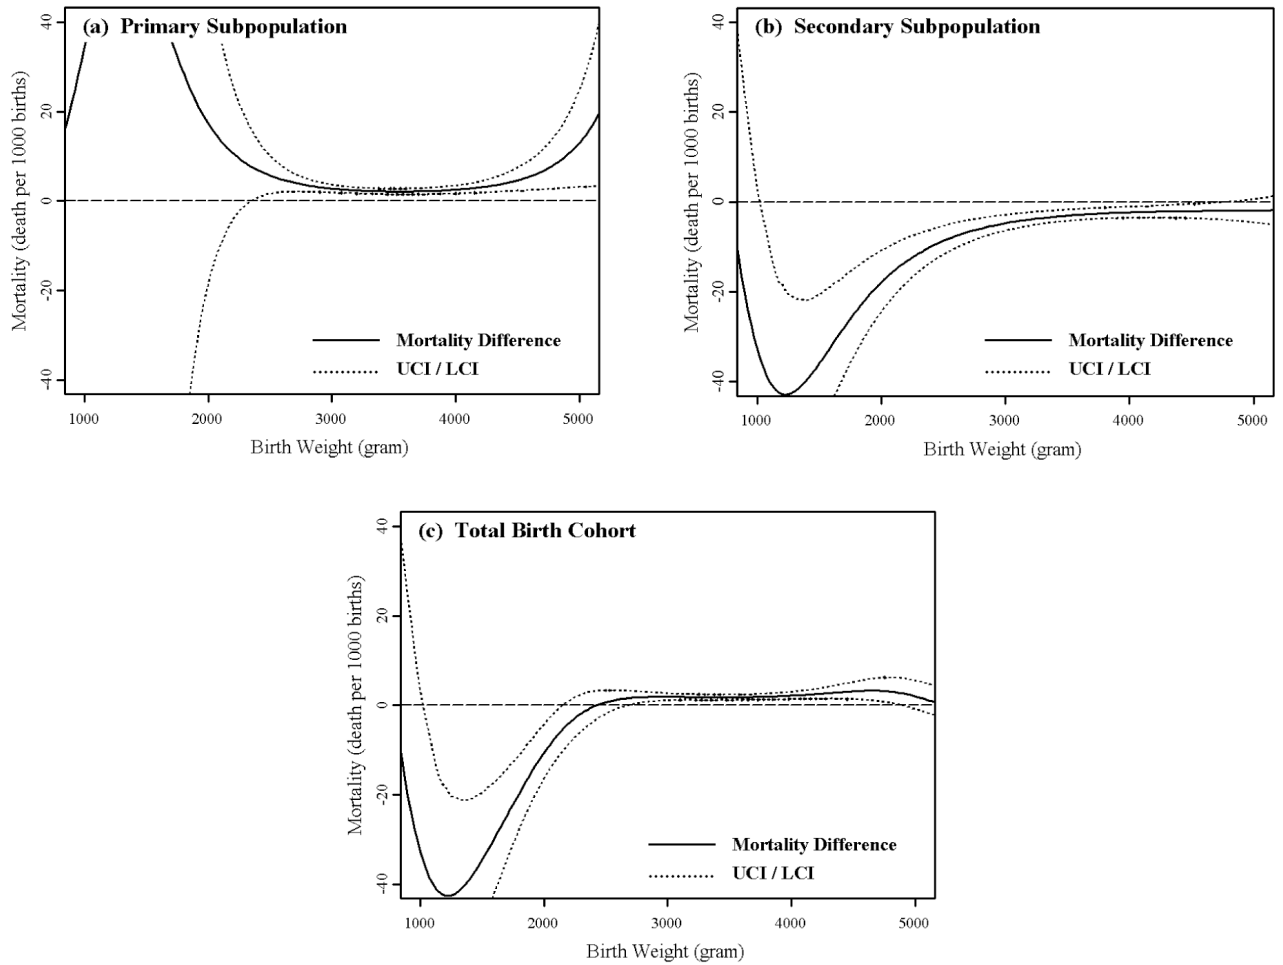 (a) Primary Subpopulation
Mortality (death per 1000 births)
40
20
0
-20
-40
Mortality Difference
UCI / LCI
1000 2000 3000 4000 5000
Birth Weight (gram)
(b) Secondary Subpopulation
Mortality (death per 1000 births)
40
20
0
-20
-40
Mortality Difference
UCI / LCI
1000 2000 3000 4000 5000
Birth Weight (gram)
(c) Total Birth Cohort
Mortality (death per 1000 births)
40
20
0
-20
-40
Mortality Difference
UCI / LCI
1000 2000 3000 4000 5000
Birth Weight (gram)